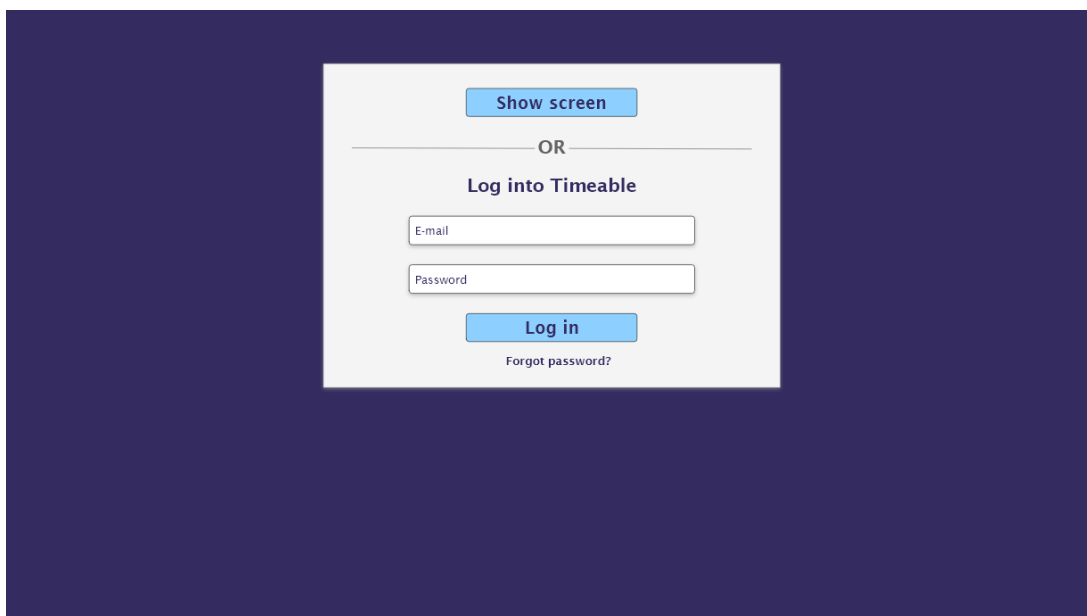 Show screen
OR
Log into Timeable
E-mail
Password
Log in
Forgot password?